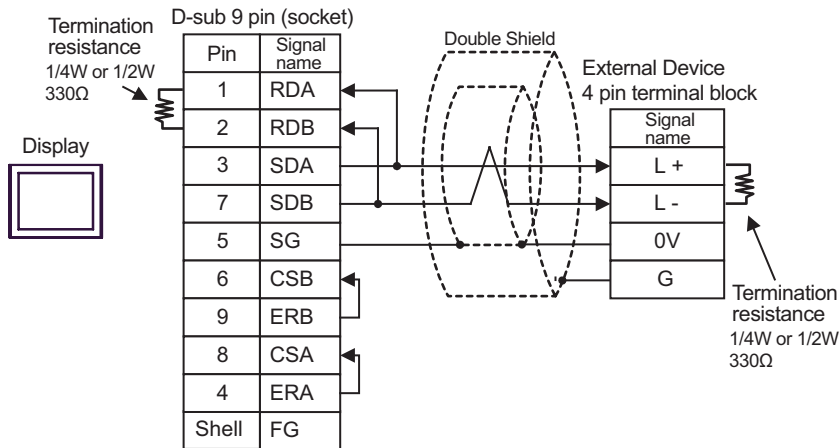 D-sub 9 pin (socket)
Termination
resistance
1/4W or 1/2W
330Ω
Display
Pin Signal name
1 RDA
2 RDB
3 SDA
7 SDB
5 SG
6 CSB
9 ERB
8 CSA
4 ERA
Shell FG
Double Shield
External Device
4 pin terminal block
Signal
name
L +
L -
0V
G
Termination
resistance
1/4W or 1/2W
330Ω